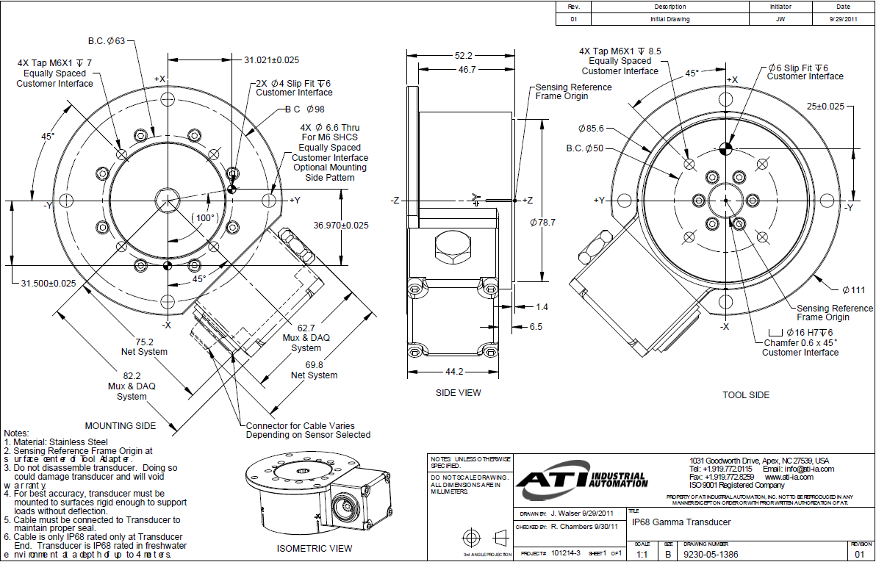 Rev. Description Initiator Date
01 Initial Drawing JW 9/29/2011
B.C. Ø63
4X Tap M6X1 ↧ 7
Equally Spaced
Customer Interface
+X
31.021±0.025
2X Ø4 Slip Fit ↧6
Customer Interface
B C Ø98
4X Ø 6.6 Thru
For M6 SHCS
Equally Spaced
Customer Interface
Optional Mounting
Side Pattern
45°
-Y
+Y
(100°)
36.970±0.025
45°
31.500±0.025
-X
75.2
Net System
82.2
Mux & DAQ
System
62.7
Mux & DAQ
System
69.8
Net System
MOUNTING SIDE
Connector for Cable Varies
Depending on Sensor Selected
52.2
46.7
Sensing Reference
Frame Origin
-Z
+Y
+Z
Ø78.7
1.4
6.5
44.2
SIDE VIEW
4X Tap M6X1 ↧ 8.5
Equally Spaced
Customer Interface
45°
+X
Ø6 Slip Fit ↧6
Customer Interface
25±0.025
Ø85.6
B.C. Ø50
+Y
-Y
Ø111
-X
Sensing Reference
Frame Origin
⌴ Ø16 H7↧6
Chamfer 0.6 x 45°
Customer Interface
TOOL SIDE
Notes:
1. Material: Stainless Steel
2. Sensing Reference Frame Origin at
surface center of Tool Adapter.
3. Do not disassemble transducer. Doing so
could damage transducer and will void
warranty.
4. For best accuracy, transducer must be
mounted to surfaces rigid enough to support
loads without deflection.
5. Cable must be connected to Transducer to
maintain proper seal.
6. Cable is only IP68 rated only at Transducer
End. Transducer is IP68 rated in freshwater
environment at a depth of up to 4 meters.
ISOMETRIC VIEW
NOTES: UNLESS OTHERWISE
SPECIFIED.
DO NOT SCALE DRAWING.
ALL DIMENSIONS ARE IN
MILLIMETERS.
3rd ANGLE PROJECTION
ATI INDUSTRIAL
AUTOMATION
1031 Goodworth Drive, Apex, NC 27539, USA
Tel: +1.919.772.0115 Email: info@ati-ia.com
Fax: +1.919.772.8259 www.ati-ia.com
ISO 9001 Registered Company
PROPERTY OF ATI INDUSTRIAL AUTOMATION, INC. NOT TO BE REPRODUCED IN ANY
MANNER EXCEPT ON ORDER OR WITH PRIOR WRITTEN AUTHORIZATION OF ATI.
DRAWN BY: J. Walser 9/29/2011
CHECKED BY: R. Chambers 9/30/11
TITLE
IP68 Gamma Transducer
PROJECT# 101214-3 SHEET 1 OF 1
SCALE SIZE DRAWING NUMBER REVISION
1:1 B 9230-05-1386 01